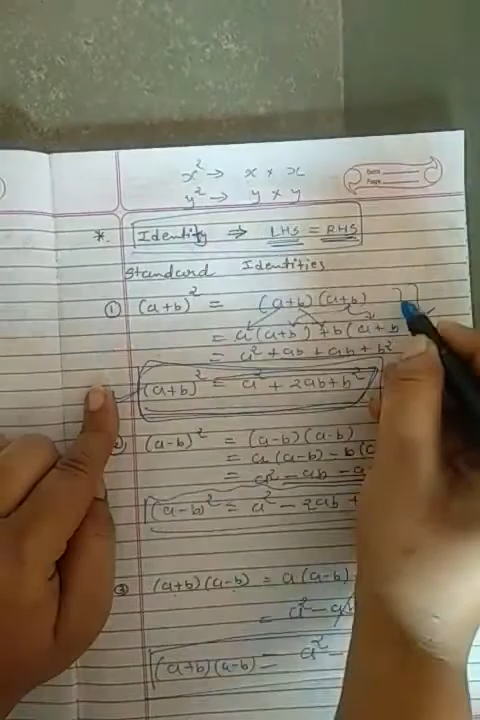 x² → x × x
y² → y × y
Date
Page
* Identity ⇒ LHS = RHS
Standard Identities
① (a+b)² = (a+b)(a+b)
= a(a+b) + b(a+b
= a² + ab + ab + b²
(a+b)² = a² + 2ab + b²
2 (a-b)² = (a-b)(a-b)
= a(a-b) - b(a
= a² - ab - a
(a-b)² = a² - 2ab +
③ (a+b)(a-b) = a(a-b)
= a² - a
(a+b)(a-b) = a² -